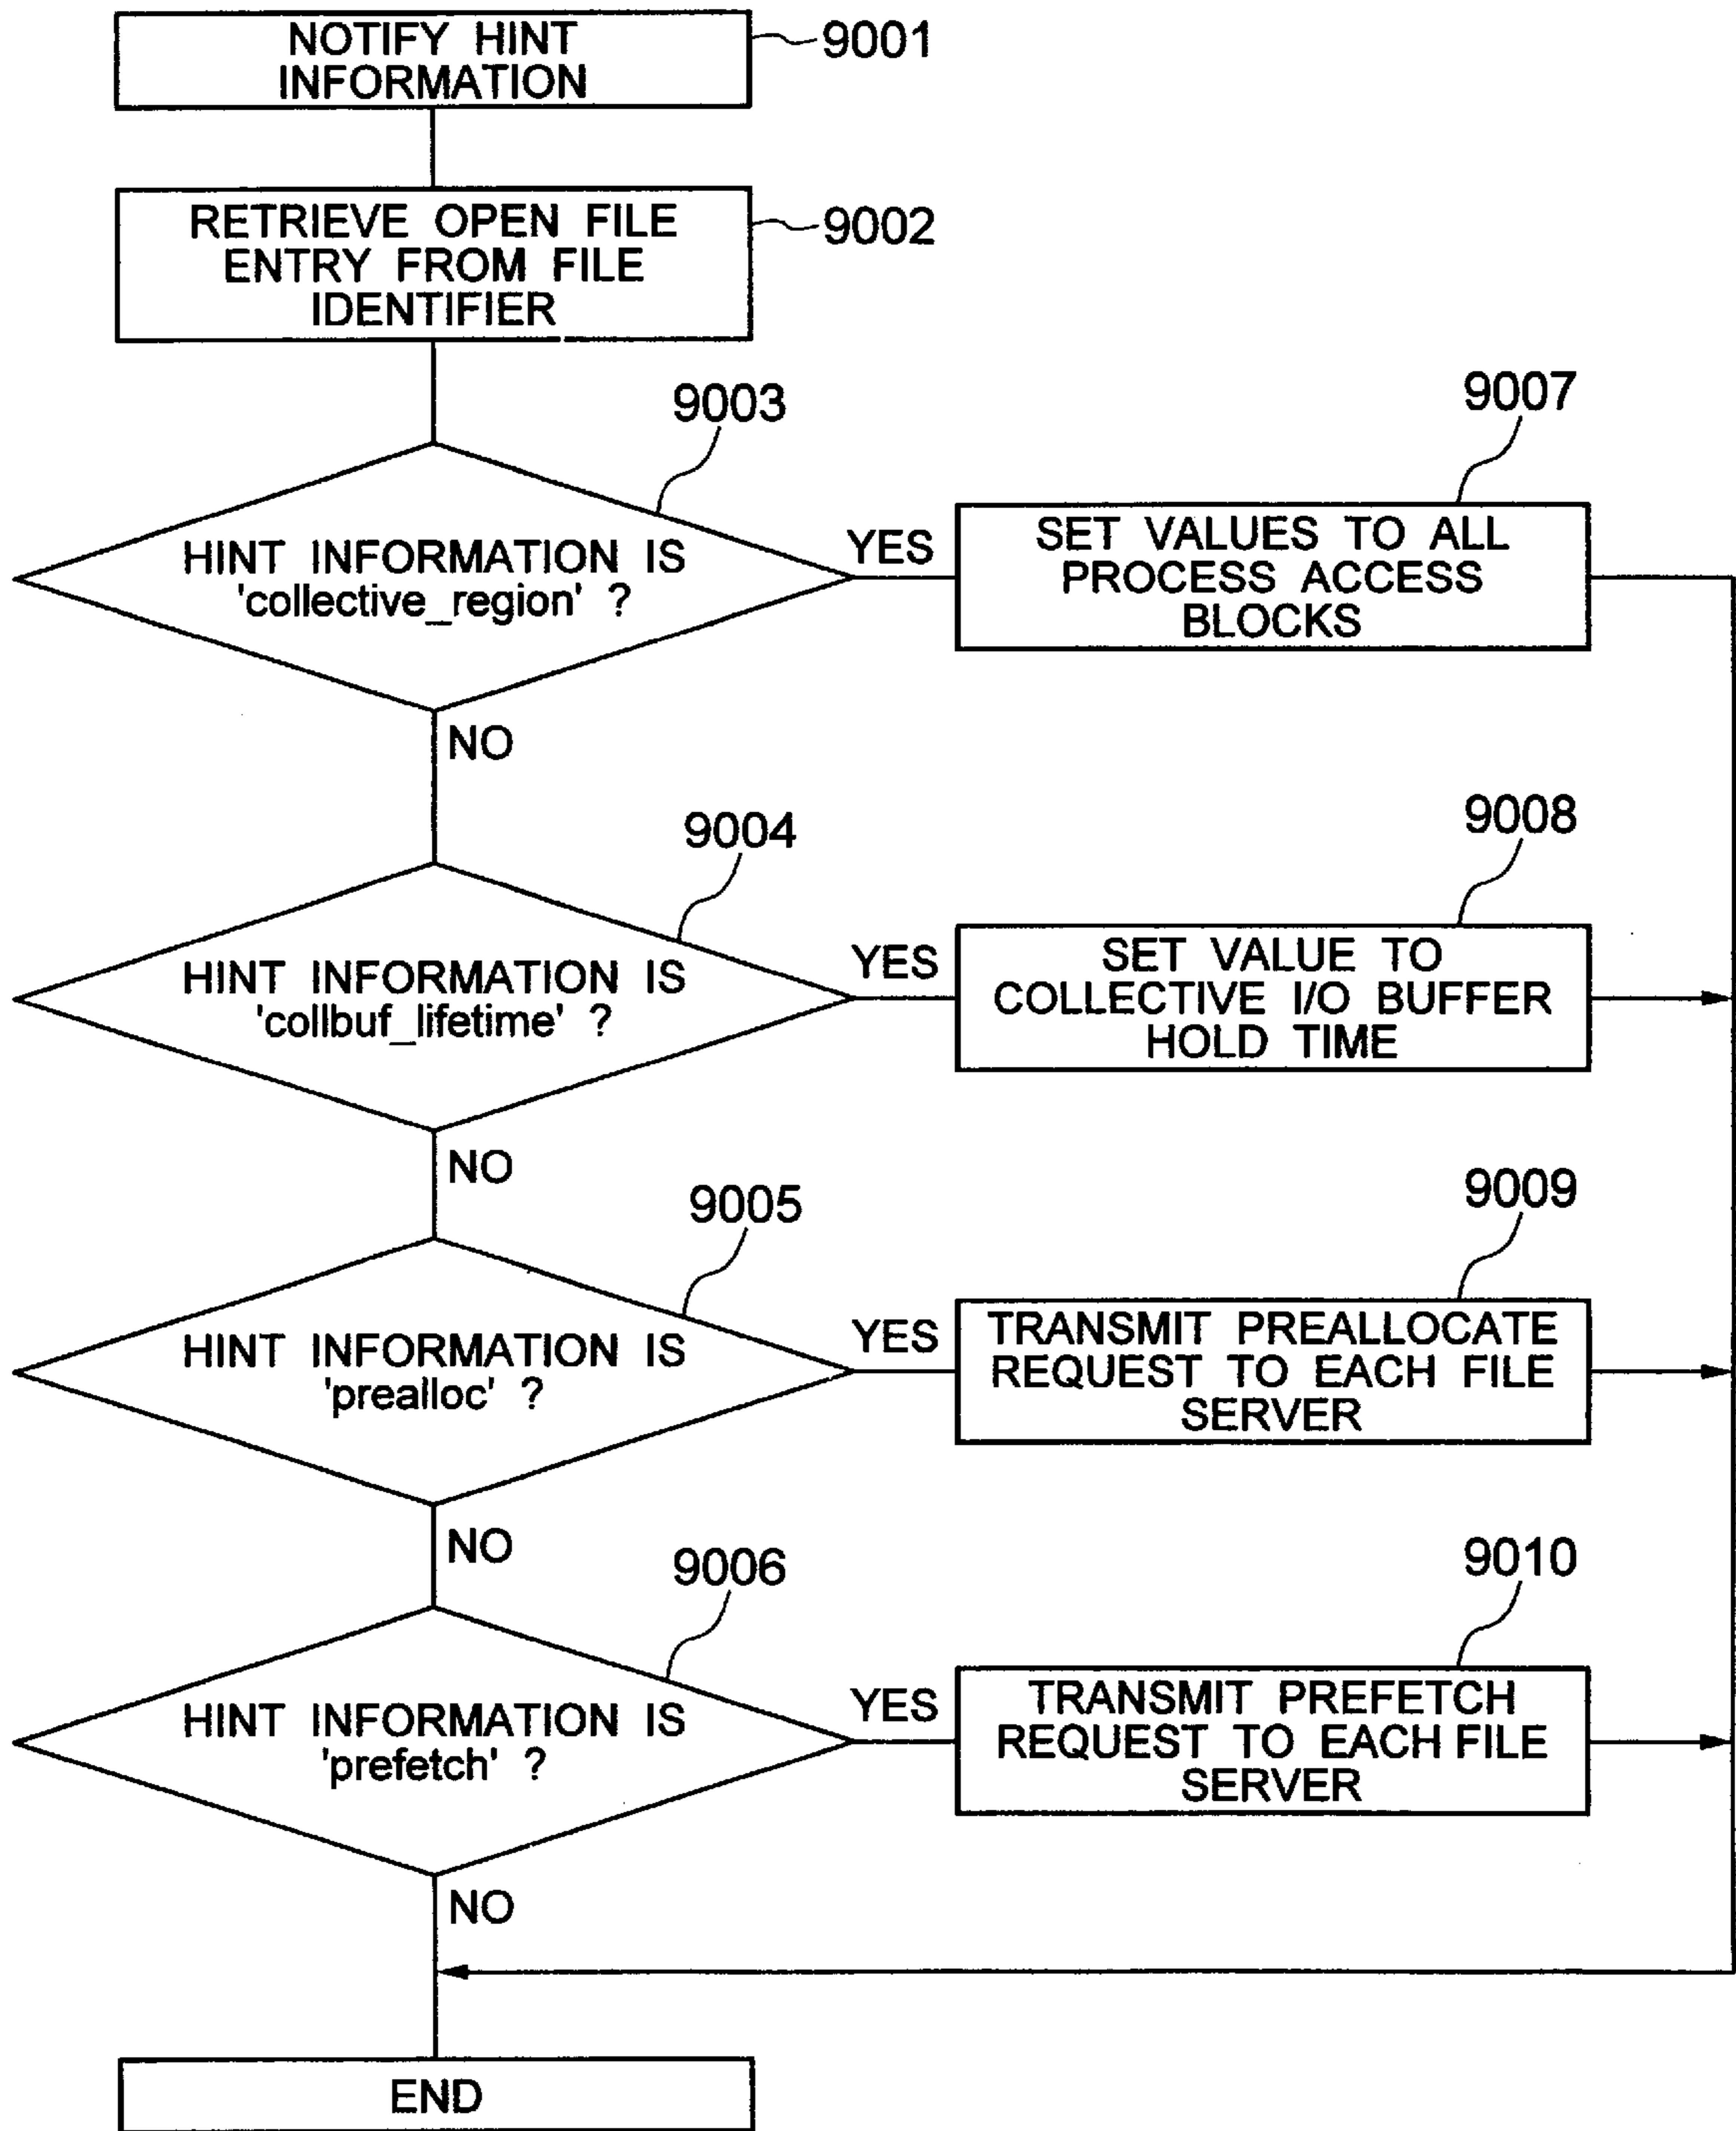 NOTIFY HINT
INFORMATION
9001
RETRIEVE OPEN FILE
ENTRY FROM FILE
IDENTIFIER
9002
9003
HINT INFORMATION IS
'collective_region' ?
YES
NO
9007
SET VALUES TO ALL
PROCESS ACCESS
BLOCKS
9004
HINT INFORMATION IS
'collbuf_lifetime' ?
YES
NO
9008
SET VALUE TO
COLLECTIVE I/O BUFFER
HOLD TIME
9005
HINT INFORMATION IS
'prealloc' ?
YES
NO
9009
TRANSMIT PREALLOCATE
REQUEST TO EACH FILE
SERVER
9006
HINT INFORMATION IS
'prefetch' ?
YES
NO
9010
TRANSMIT PREFETCH
REQUEST TO EACH FILE
SERVER
END